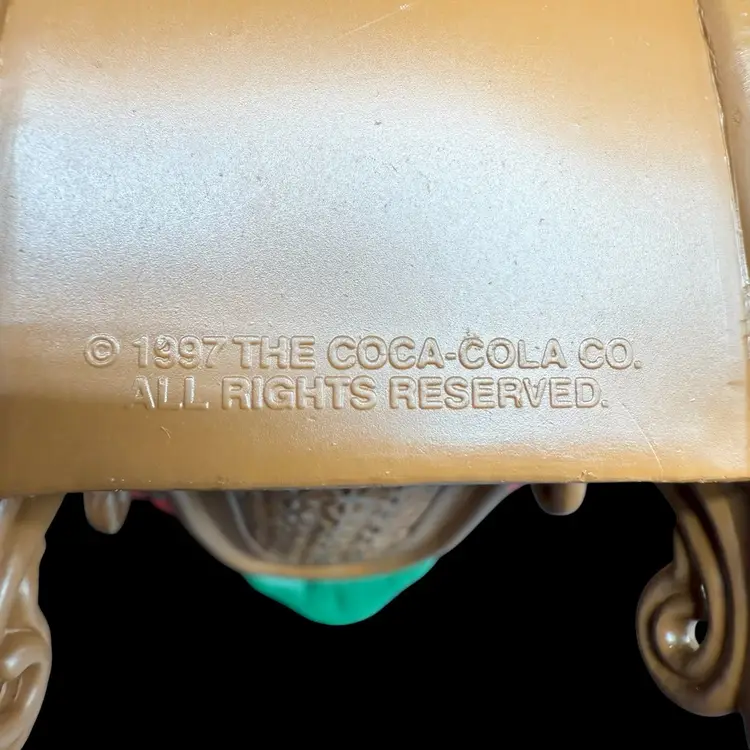 © 1997 THE COCA-COLA CO.
ALL RIGHTS RESERVED.